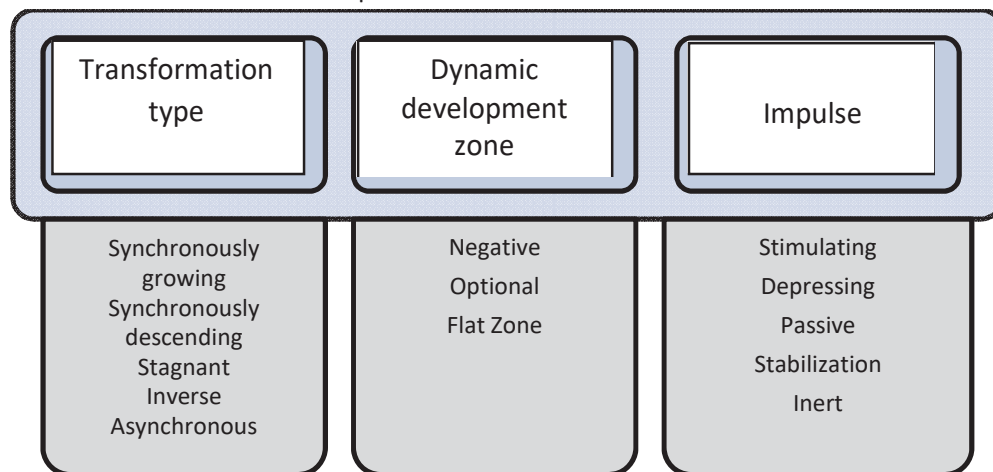 Transformation
type
Dynamic
development
zone
Impulse
Synchronously
growing
Synchronously
descending
Stagnant
Inverse
Asynchronous
Negative
Optional
Flat Zone
Stimulating
Depressing
Passive
Stabilization
Inert